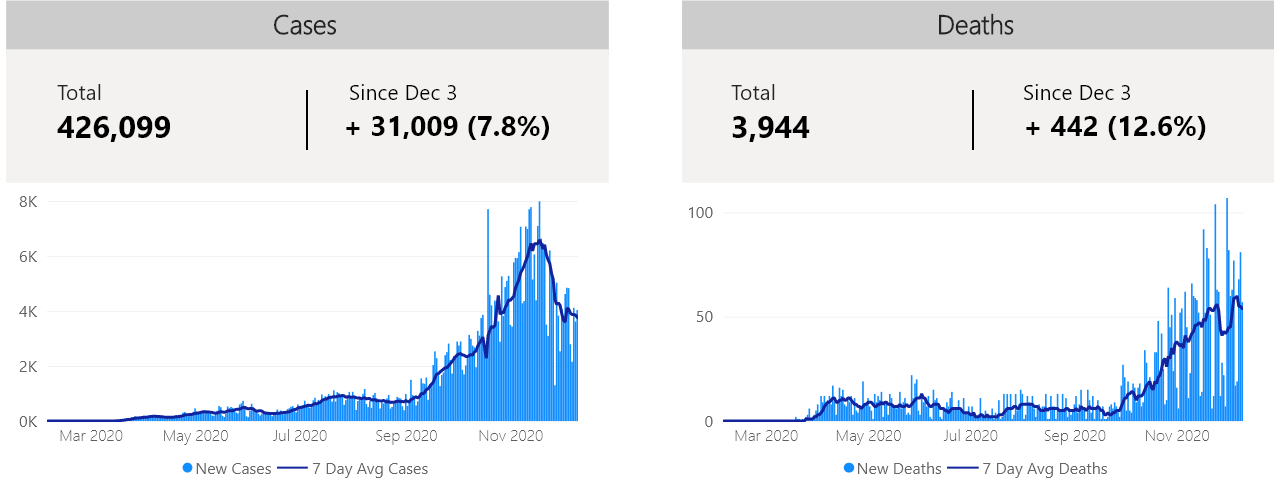 Cases
Total
426,099
Since Dec 3
+ 31,009 (7.8%)
8K
6K
4K
2K
0K
Mar 2020 May 2020 Jul 2020 Sep 2020 Nov 2020
New Cases 7 Day Avg Cases
Deaths
Total
3,944
Since Dec 3
+ 442 (12.6%)
100
50
0
Mar 2020 May 2020 Jul 2020 Sep 2020 Nov 2020
New Deaths 7 Day Avg Deaths